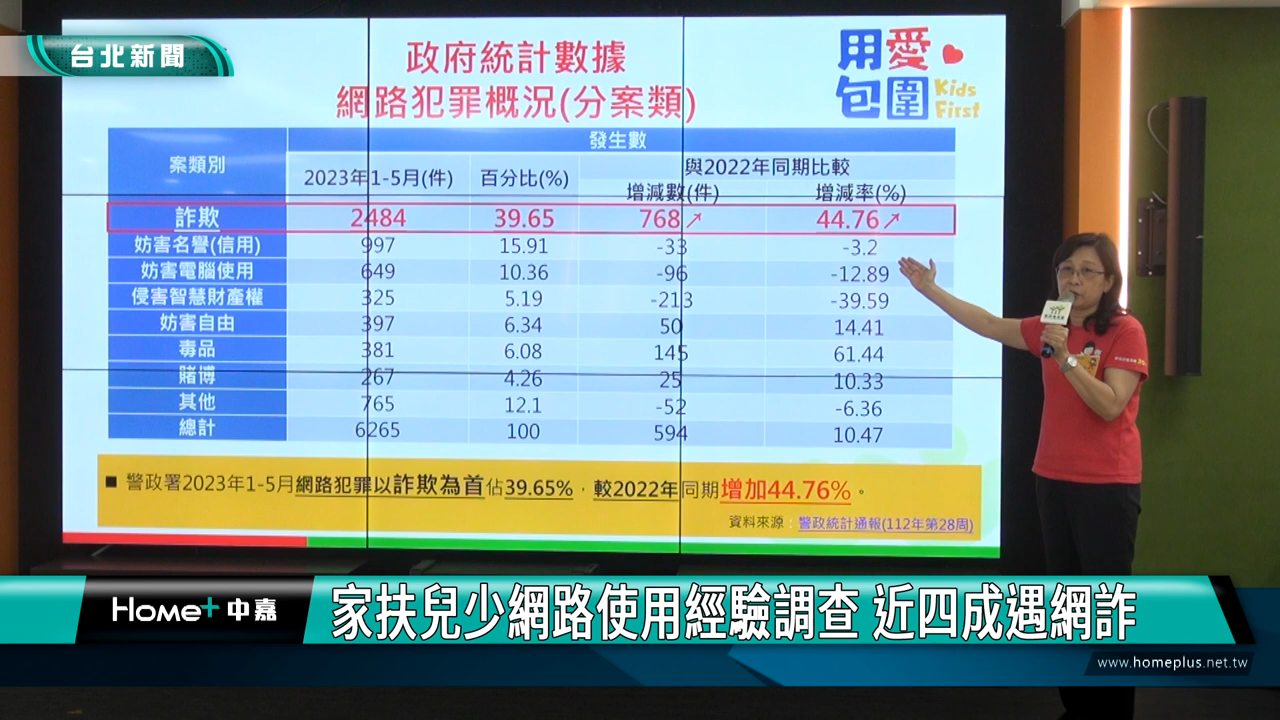 台北新聞
政府統計數據
網路犯罪概況(分案類)
用愛
包圍
Kids
First
案類別
發生數
2023年1-5月(件)
百分比(%)
與2022年同期比較
增減數(件)
增減率(%)
詐欺 2484 39.65 768↗ 44.76↗
妨害名譽(信用) 997 15.91 -33 -3.2
妨害電腦使用 649 10.36 -96 -12.89
侵害智慧財產權 325 5.19 -213 -39.59
妨害自由 397 6.34 50 14.41
毒品 381 6.08 145 61.44
賭博 267 4.26 25 10.33
其他 765 12.1 -52 -6.36
總計 6265 100 594 10.47
■ 警政署2023年1-5月網路犯罪以詐欺為首佔39.65%，較2022年同期增加44.76%。
資料來源：警政統計通報(112年第28周)
Home+中嘉
家扶兒少網路使用經驗調查 近四成遇網詐
www.homeplus.net.tw